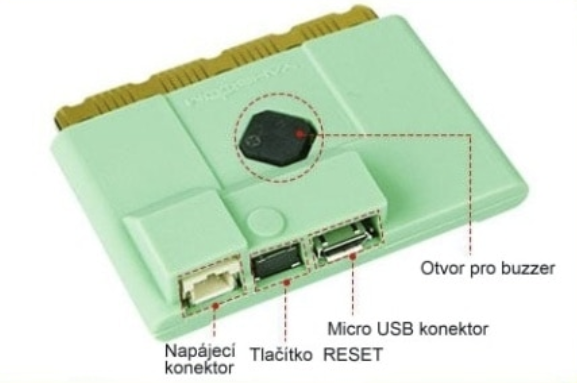 Otvor pro buzzer
Micro USB konektor
Napájecí
konektor
Tlačítko RESET